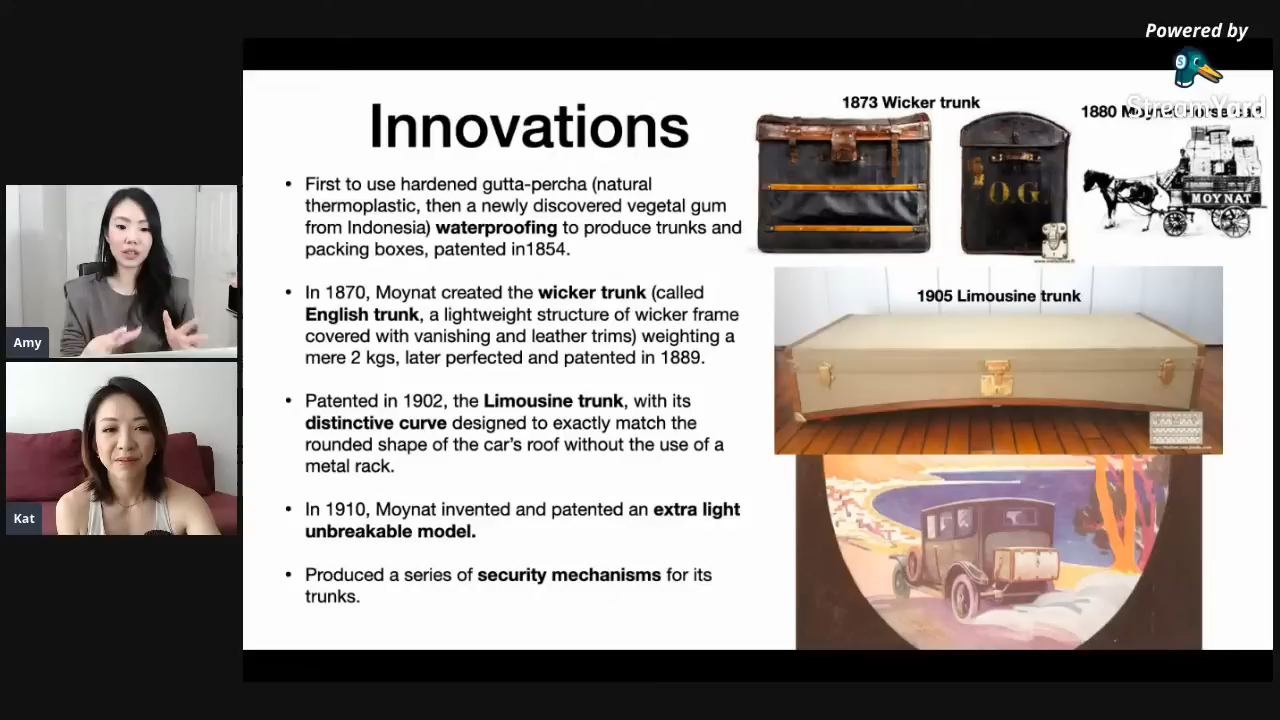 Powered by
StreamYard
Innovations
• First to use hardened gutta-percha (natural
thermoplastic, then a newly discovered vegetal gum
from Indonesia) waterproofing to produce trunks and
packing boxes, patented in1854.
• In 1870, Moynat created the wicker trunk (called
English trunk, a lightweight structure of wicker frame
covered with vanishing and leather trims) weighting a
mere 2 kgs, later perfected and patented in 1889.
• Patented in 1902, the Limousine trunk, with its
distinctive curve designed to exactly match the
rounded shape of the car's roof without the use of a
metal rack.
• In 1910, Moynat invented and patented an extra light
unbreakable model.
• Produced a series of security mechanisms for its
trunks.
1873 Wicker trunk
1880
O.G.
MOYNAT
1905 Limousine trunk
Amy
Kat